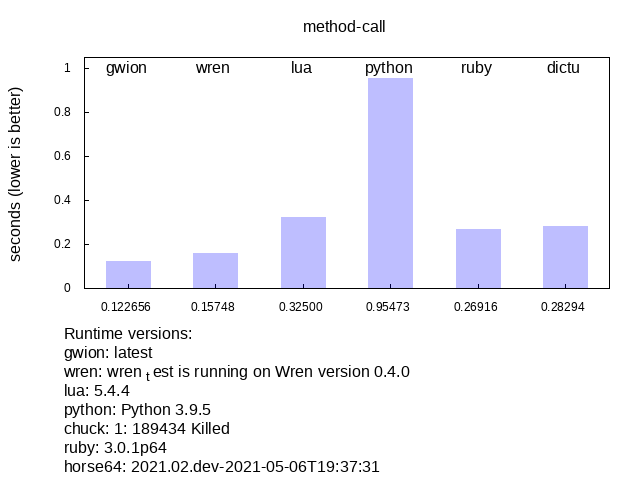 method-call
seconds (lower is better)
1
0.8
0.6
0.4
0.2
0
gwion wren lua python ruby dictu
0.122656 0.15748 0.32500 0.95473 0.26916 0.28294
Runtime versions:
gwion: latest
wren: wren test is running on Wren version 0.4.0
lua: 5.4.4
python: Python 3.9.5
chuck: 1: 189434 Killed
ruby: 3.0.1p64
horse64: 2021.02.dev-2021-05-06T19:37:31